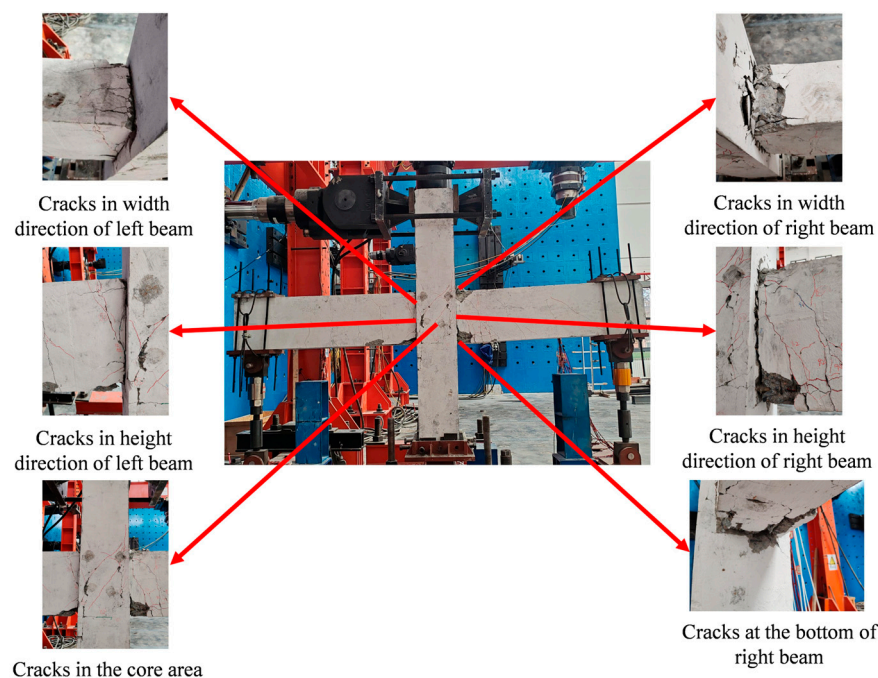 Cracks in width
direction of left beam
Cracks in width
direction of right beam
Cracks in height
direction of left beam
Cracks in height
direction of right beam
Cracks in the core area
Cracks at the bottom of
right beam